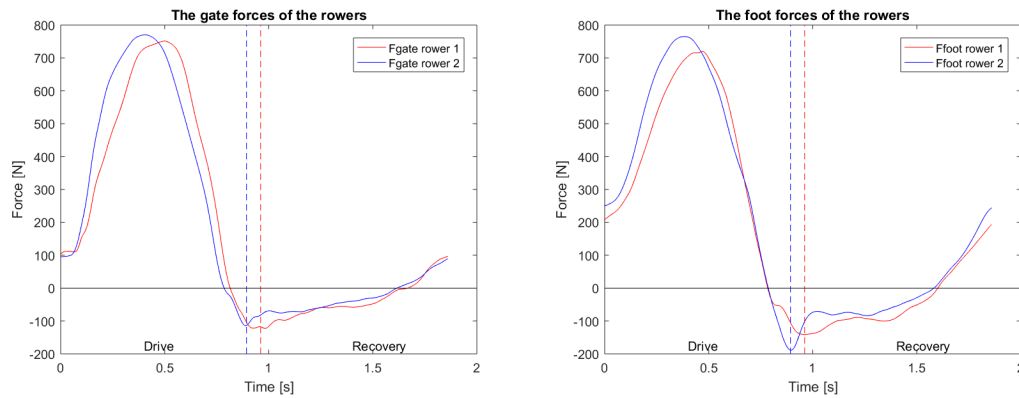 The gate forces of the rowers
800
700
600
500
400
300
200
100
0
-100
-200
Force [N]
Fgate rower 1
Fgate rower 2
Drive
Recovery
0
0.5
1
1.5
2
Time [s]
The foot forces of the rowers
800
700
600
500
400
300
200
100
0
-100
-200
Force [N]
Ffoot rower 1
Ffoot rower 2
Drive
Recovery
0
0.5
1
1.5
2
Time [s]